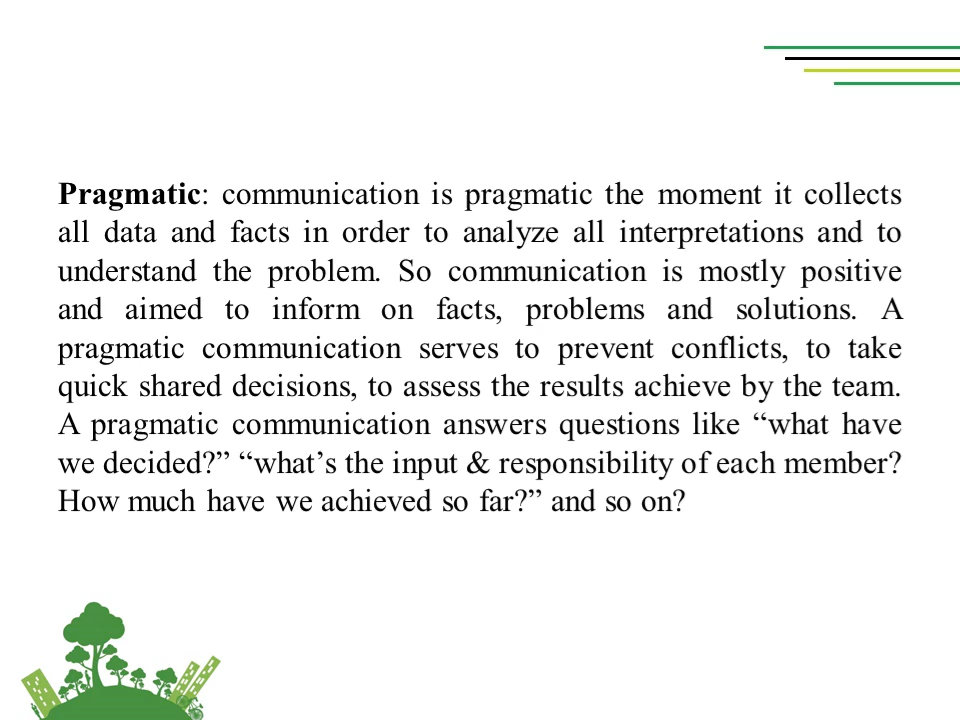 Pragmatic: communication is pragmatic the moment it collects
all data and facts in order to analyze all interpretations and to
understand the problem. So communication is mostly positive
and aimed to inform on facts, problems and solutions. A
pragmatic communication serves to prevent conflicts, to take
quick shared decisions, to assess the results achieve by the team.
A pragmatic communication answers questions like “what have
we decided?” “what’s the input & responsibility of each member?
How much have we achieved so far?” and so on?